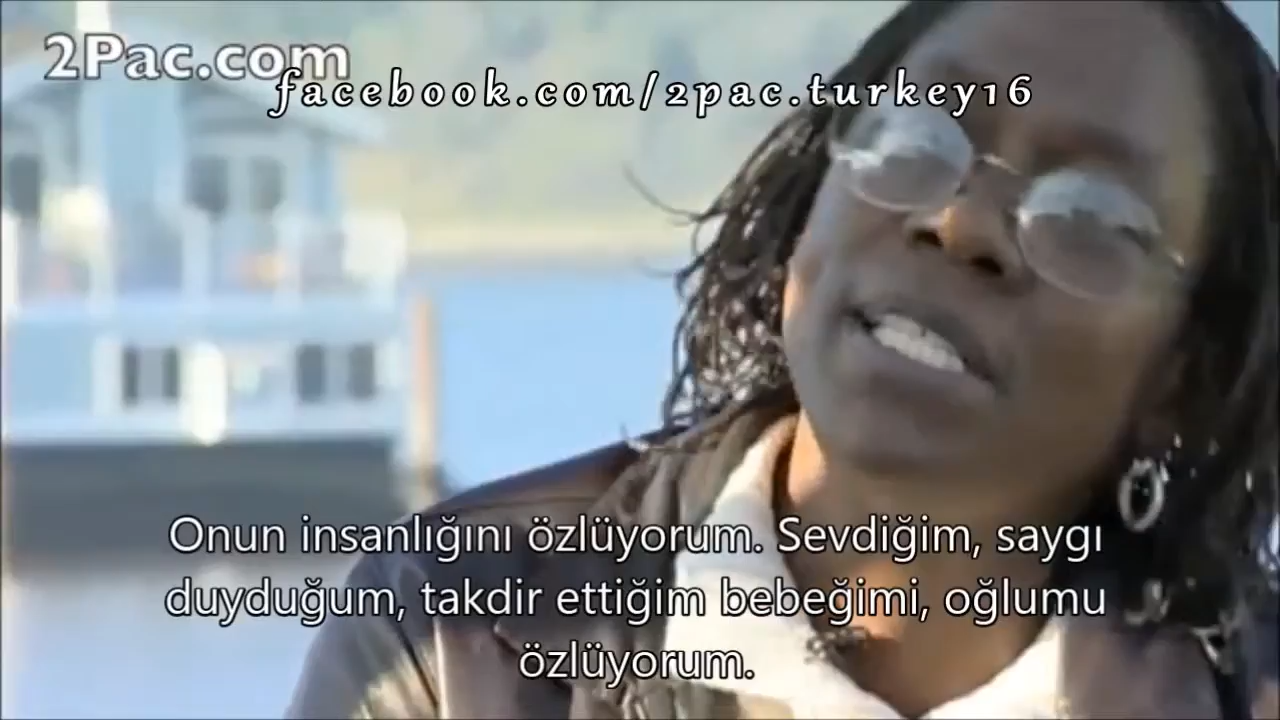 2Pac.com
facebook.com/2pac.turkey16
Onun insanlığını özlüyorum. Sevdiğim, saygı
duyduğum, takdir ettiğim bebeğimi, oğlumu
özlüyorum.